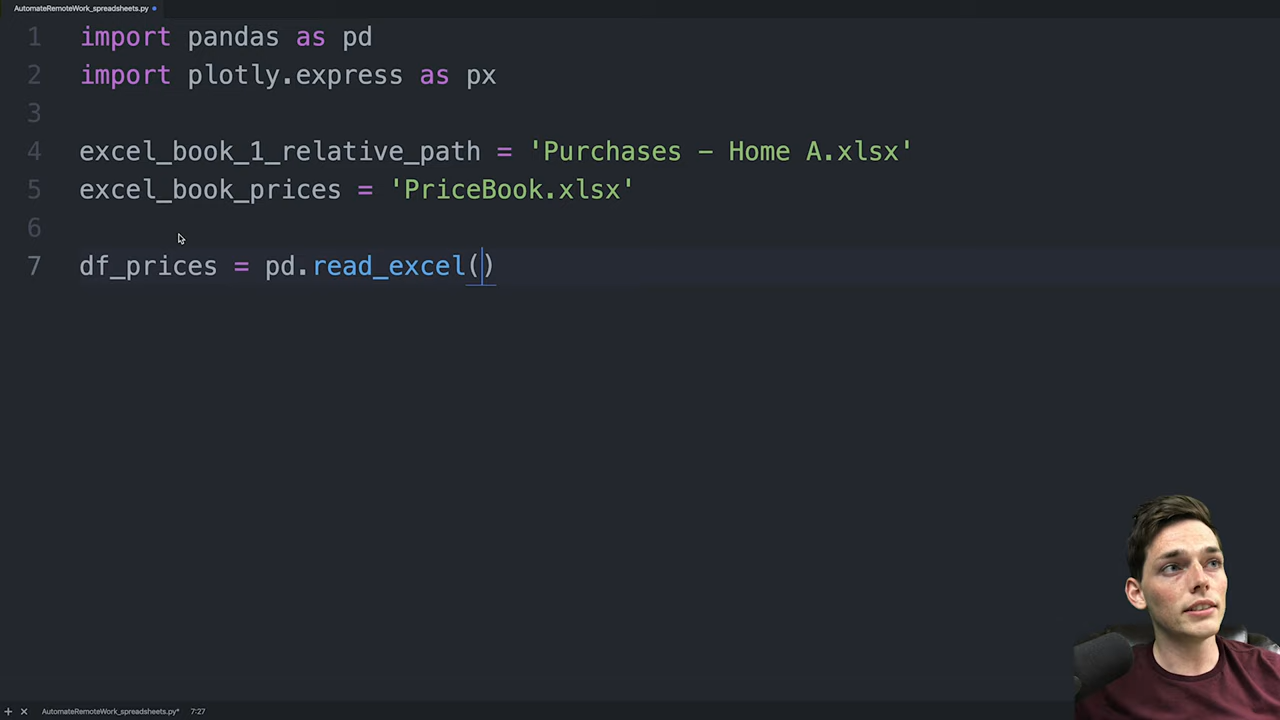 AutomateRemoteWork_spreadsheets.py
1 import pandas as pd
2 import plotly.express as px
3
4 excel_book_1_relative_path = 'Purchases - Home A.xlsx'
5 excel_book_prices = 'PriceBook.xlsx'
6
7 df_prices = pd.read_excel()
AutomateRemoteWork_spreadsheets.py* 7:27